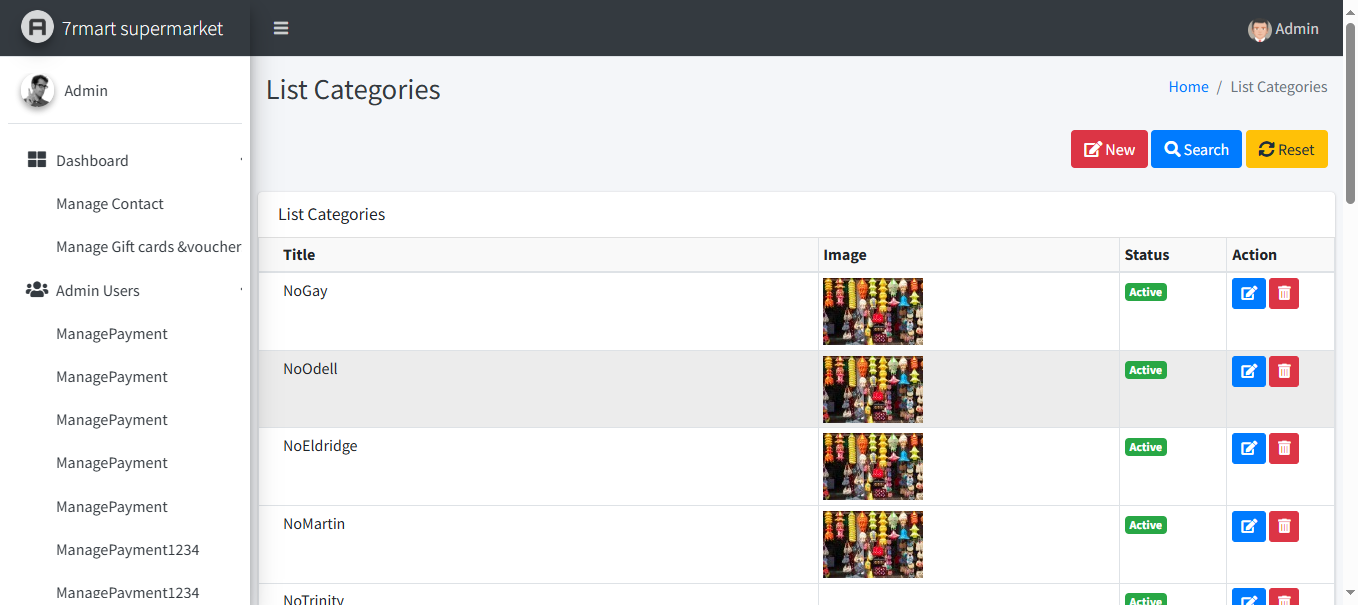 7rmart supermarket
Admin
Admin
Dashboard
Manage Contact
Manage Gift cards &voucher
Admin Users
ManagePayment
ManagePayment
ManagePayment
ManagePayment
ManagePayment
ManagePayment1234
ManagePayment1234
List Categories
Home / List Categories
New Search Reset
List Categories
Title Image Status Action
NoGay Active
NoOdell Active
NoEldridge Active
NoMartin Active
NoTrinity Active